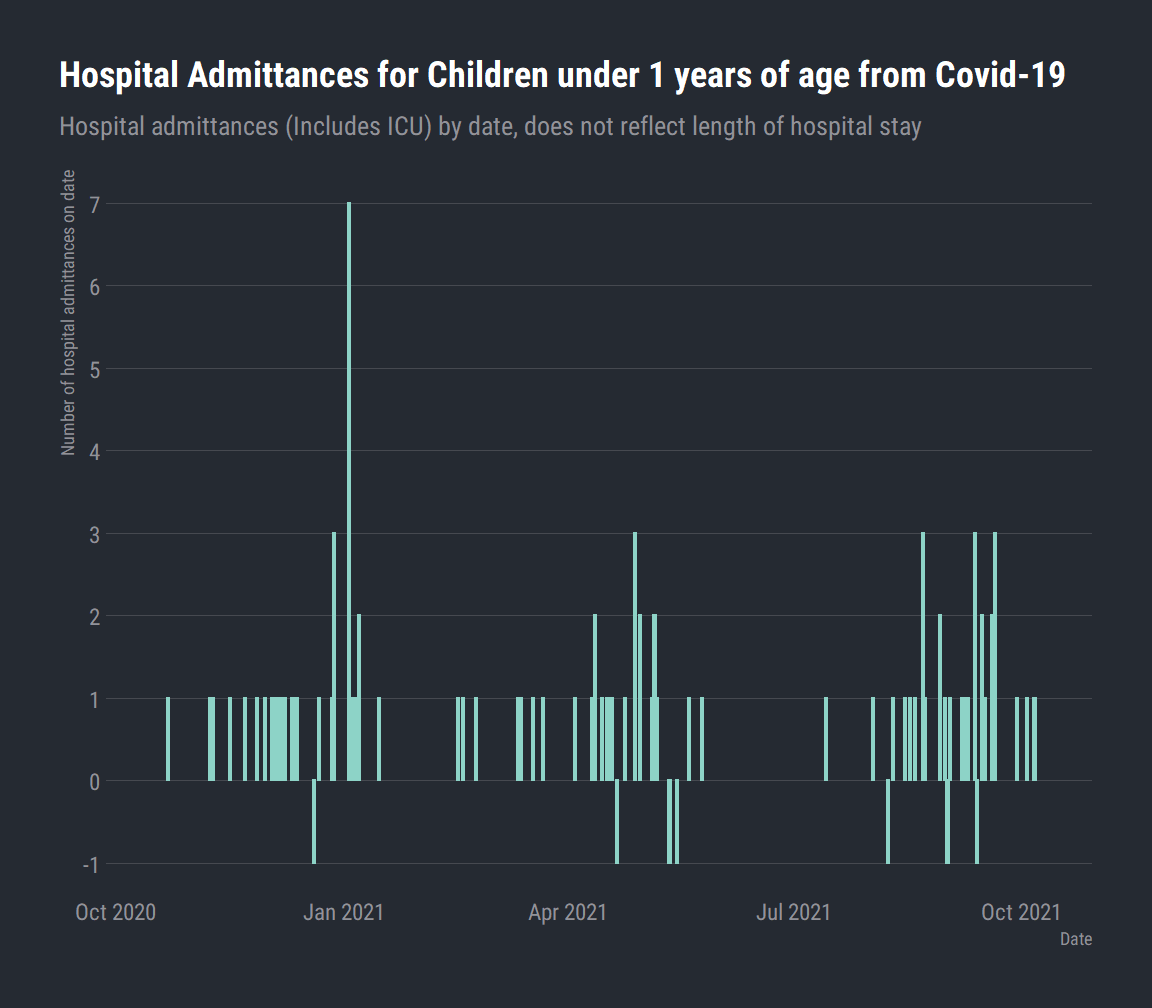 Hospital Admittances for Children under 1 years of age from Covid-19
Hospital admittances (Includes ICU) by date, does not reflect length of hospital stay
Number of hospital admittances on date
7
6
5
4
3
2
1
0
-1
Oct 2020 Jan 2021 Apr 2021 Jul 2021 Oct 2021
Date